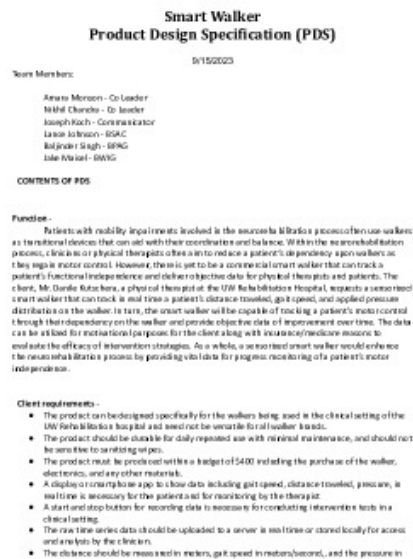 Smart Walker
Product Design Specification (PDS)
9/15/2023
Team Members:
Amara Monson - Co Leader
Nikhil Chandra - Co Leader
Joseph Koch - Communicator
Lance Johnson - BSAC
Baljinder Singh - BPAG
Jake Maisel - BWIG
CONTENTS OF PDS
Function -
Patients with mobility impairments involved in the neurorehabilitation process often use walkers
as transitional devices that can aid with their coordination and balance. Within the neurorehabilitation
process, clinicians or physical therapists often aim to reduce a patient's dependency upon walkers as
they regain motor control. However, there is yet to be a commercial smart walker that can track a
patient's functional independence and deliver objective data for physical therapists and patients. The
client, Mr. Danile Kutschera, a physical therapist at the UW Rehabilitation Hospital, requests a sensorized
smart walker that can track in real time a patient's distance traveled, gait speed, and applied pressure
distribution on the walker. In turn, the smart walker will be capable of tracking a patient's motor control
through their dependency on the walker and provide objective data of improvement over time. The data
can be utilized for motivational purposes for the client along with insurance/medicare reasons to
evaluate the efficacy of intervention strategies. As a whole, a sensorized smart walker would enhance
the neurorehabilitation process by providing vital data for progress monitoring of a patient's motor
independence.
Client requirements -
● The product can be designed specifically for the walkers being used in the clinical setting of the
UW Rehabilitation hospital and need not be versatile for all walker brands.
● The product should be durable for daily repeated use with minimal maintenance, and should not
be sensitive to sanitizing wipes.
● The product must be produced within a budget of $400 including the purchase of the walker,
electronics, and any other materials.
● A display or smartphone app to show data including gait speed, distance traveled, pressure, in
real time is necessary for the patient and for monitoring by the therapist
● A start and stop button for recording data is necessary for conducting intervention tests in a
clinical setting.
● The raw time series data should be uploaded to a server in real time or stored locally for access
and analysis by the clinician.
● The distance should be measured in meters, gait speed in meters/second, and the pressure in